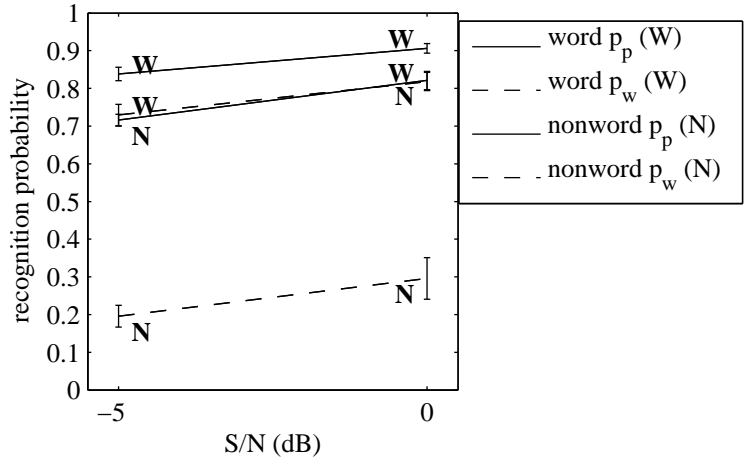 recognition probability
1
0.9
0.8
0.7
0.6
0.5
0.4
0.3
0.2
0.1
0
−5
0
S/N (dB)
W
W
W
W
N
N
N
N
word p_p (W)
word p_w (W)
nonword p_p (N)
nonword p_w (N)